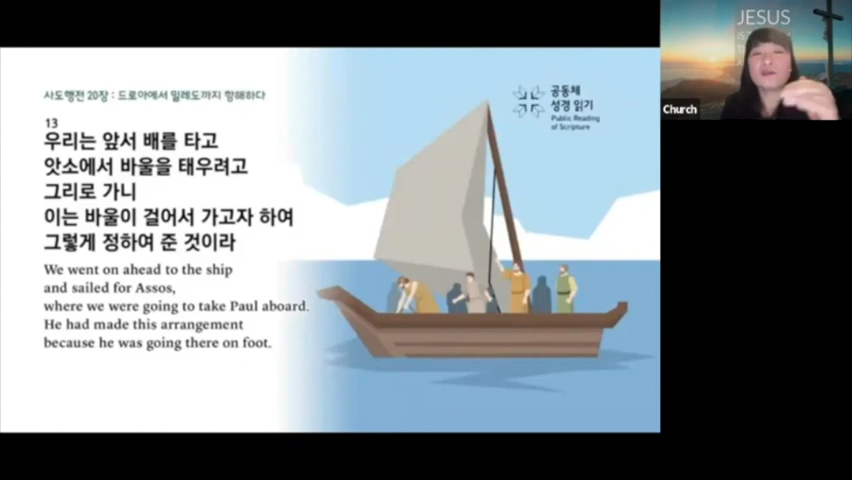 사도행전 20장 : 드로아에서 밀레도까지 항해하다
공동체
성경 읽기
Public Reading
of Scripture
13
우리는 앞서 배를 타고
앗소에서 바울을 태우려고
그리로 가니
이는 바울이 걸어서 가고자 하여
그렇게 정하여 준 것이라
We went on ahead to the ship
and sailed for Assos,
where we were going to take Paul aboard.
He had made this arrangement
because he was going there on foot.
JESUS
Church